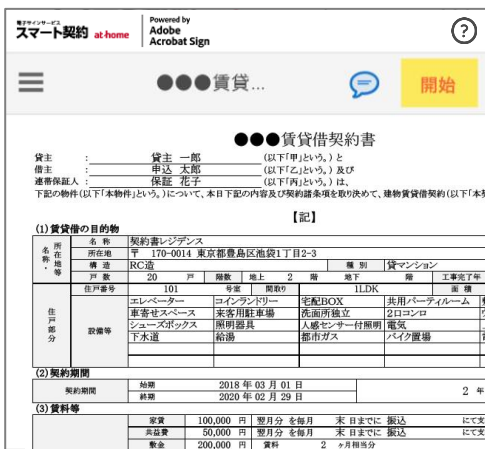 電子サインサービス
スマート契約 at home
Powered by
Adobe
Acrobat Sign
?
●●●賃貸...
開始
●●●賃貸借契約書
貸主 : 貸主 一郎 (以下「甲」という。) と
借主 : 申込 太郎 (以下「乙」という。) 及び
連帯保証人 : 保証 花子 (以下「丙」という。) は、
下記の物件(以下「本物件」という。)について、本日下記の内容及び契約諸条項を取り決めて、建物賃貸借契約(以下「本契
【記】
(1)賃貸借の目的物
名称・所在地等
名 称 契約書レジデンス
所在地 〒 170-0014 東京都豊島区池袋1丁目2-3
構 造 RC造 種 別 賃マンション
戸 数 20 戸 階数 地上 2 階 地下 階 工事完了年
住戸部分
住戸番号 101 号室 間取り 1LDK 面 積
設備等
エレベーター コインランドリー 宅配BOX 共用パーティルーム
車寄せスペース 来客用駐車場 洗面所独立 2口コンロ
シューズボックス 照明器具 人感センサー付照明 電気
下水道 給湯 都市ガス バイク置場
(2)契約期間
契約期間
始期 2018 年 03 月 01 日
終期 2020 年 02 月 29 日
2 年
(3)賃料等
家賃 100,000 円 翌月分 を毎月 末 日までに 振込 にて支
共益費 50,000 円 翌月分 を毎月 末 日までに 振込 にて支
敷金 200,000 円 賃料 2 ヶ月相当分